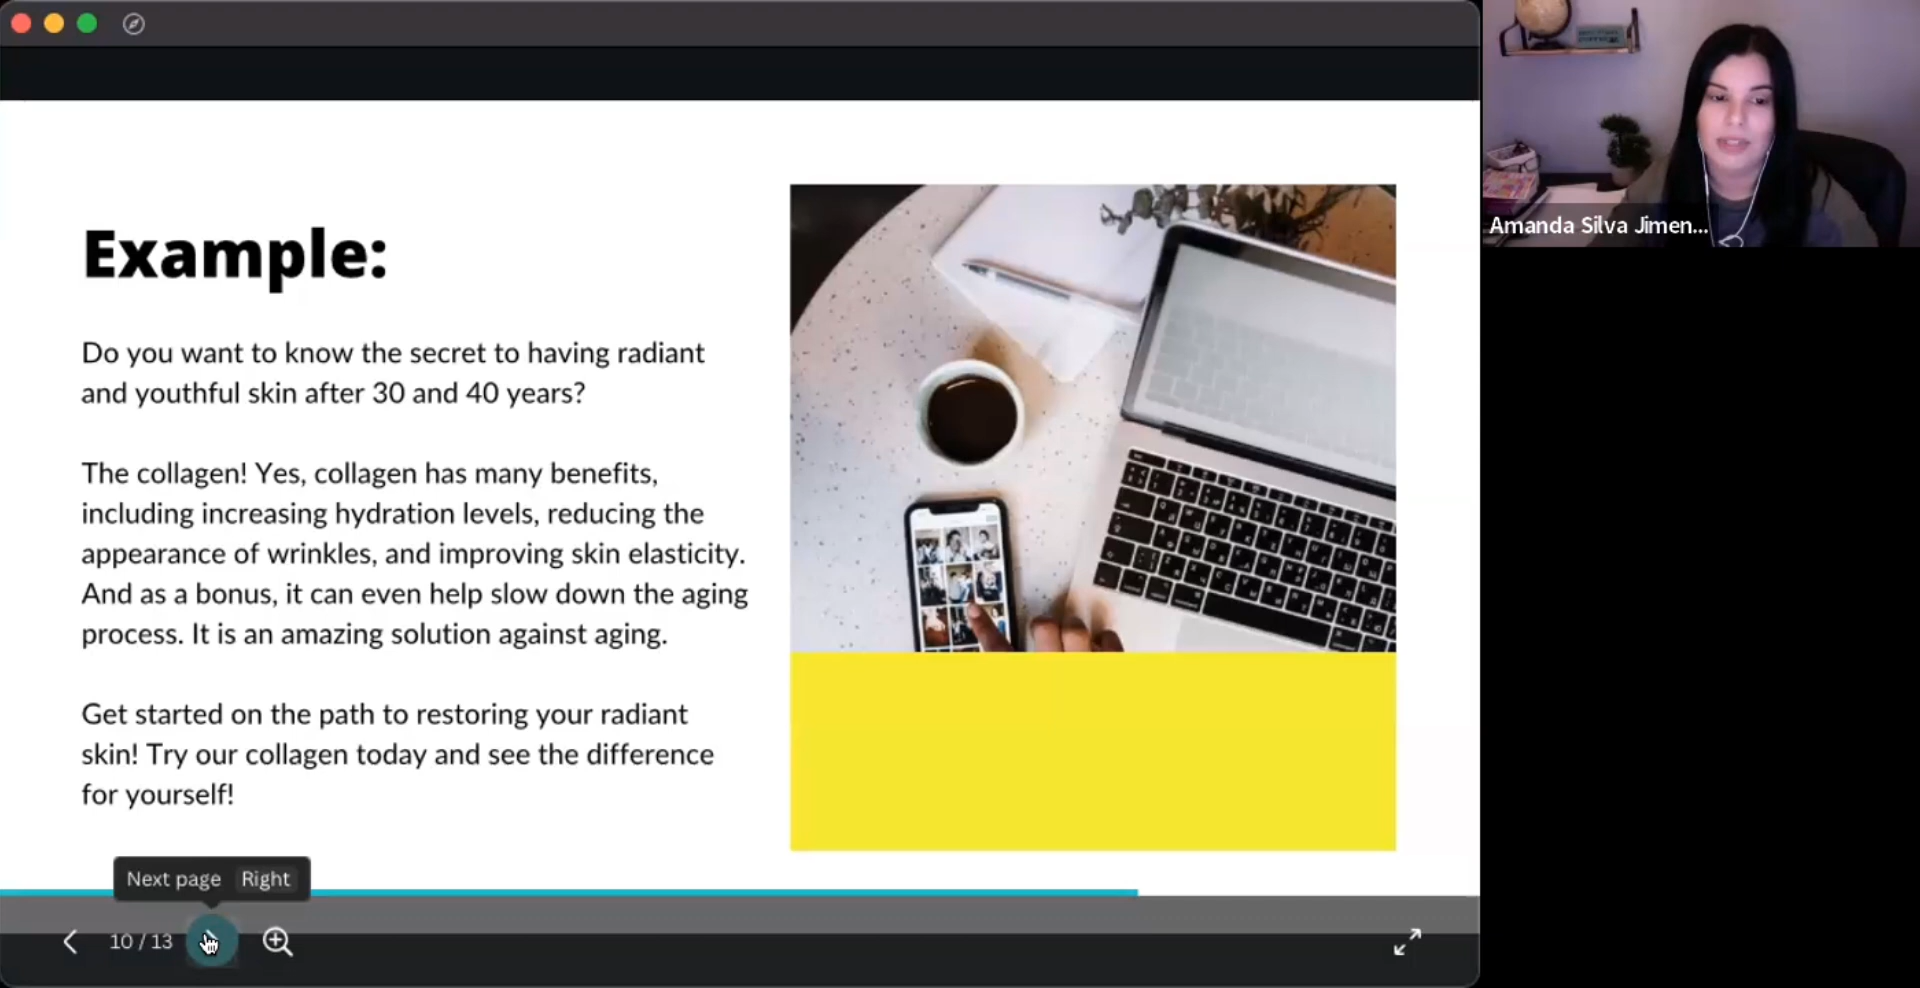 Example:
Do you want to know the secret to having radiant
and youthful skin after 30 and 40 years?
The collagen! Yes, collagen has many benefits,
including increasing hydration levels, reducing the
appearance of wrinkles, and improving skin elasticity.
And as a bonus, it can even help slow down the aging
process. It is an amazing solution against aging.
Get started on the path to restoring your radiant
skin! Try our collagen today and see the difference
for yourself!
Next page Right
10 / 13
Amanda Silva Jimen...